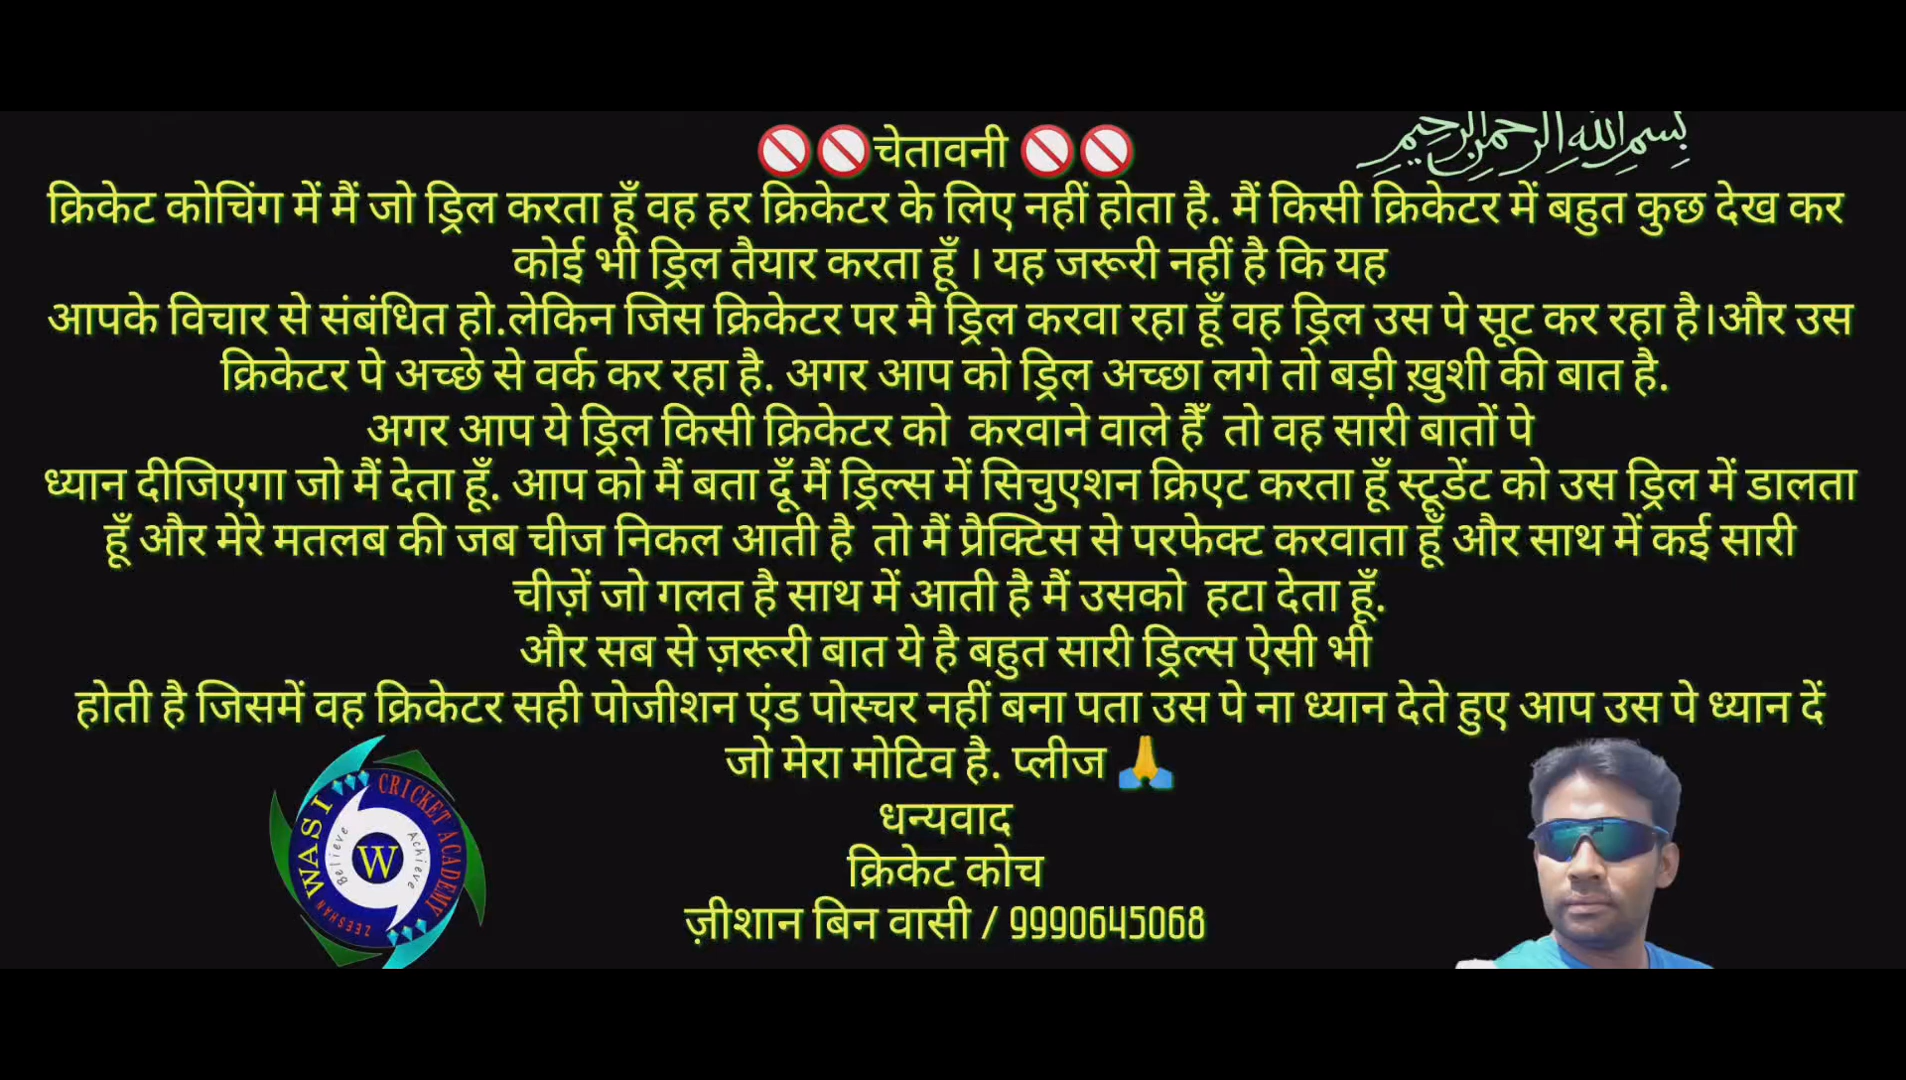 بسم الله الرحمن الرحيم
🚫🚫चेतावनी 🚫🚫
क्रिकेट कोचिंग में मैं जो ड्रिल करता हूँ वह हर क्रिकेटर के लिए नहीं होता है. मैं किसी क्रिकेटर में बहुत कुछ देख कर
कोई भी ड्रिल तैयार करता हूँ । यह जरूरी नहीं है कि यह
आपके विचार से संबंधित हो.लेकिन जिस क्रिकेटर पर मै ड्रिल करवा रहा हूँ वह ड्रिल उस पे सूट कर रहा है।और उस
क्रिकेटर पे अच्छे से वर्क कर रहा है. अगर आप को ड्रिल अच्छा लगे तो बड़ी ख़ुशी की बात है.
अगर आप ये ड्रिल किसी क्रिकेटर को करवाने वाले हैँ तो वह सारी बातों पे
ध्यान दीजिएगा जो मैं देता हूँ. आप को मैं बता दूँ मैं ड्रिल्स में सिचुएशन क्रिएट करता हूँ स्टूडेंट को उस ड्रिल में डालता
हूँ और मेरे मतलब की जब चीज निकल आती है तो मैं प्रैक्टिस से परफेक्ट करवाता हूँ और साथ में कई सारी
चीज़ें जो गलत है साथ में आती है मैं उसको हटा देता हूँ.
और सब से ज़रूरी बात ये है बहुत सारी ड्रिल्स ऐसी भी
होती है जिसमें वह क्रिकेटर सही पोजीशन एंड पोस्चर नहीं बना पता उस पे ना ध्यान देते हुए आप उस पे ध्यान दें
जो मेरा मोटिव है. प्लीज 🙏
धन्यवाद
क्रिकेट कोच
ज़ीशान बिन वासी / 9990645068
WASI CRICKET ACADEMY
Believe Achieve
W
ZEESHAN